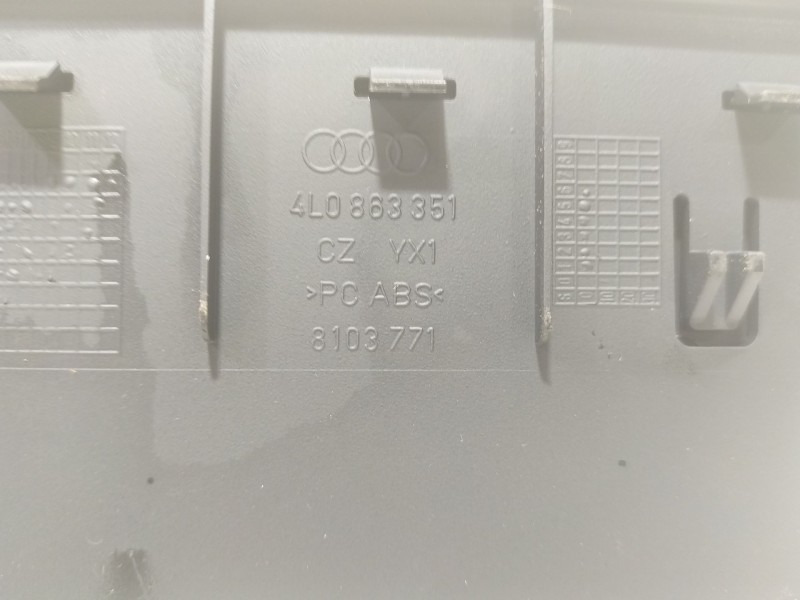 4L0 863 351
CZ YX1
>PC ABS<
8103 771